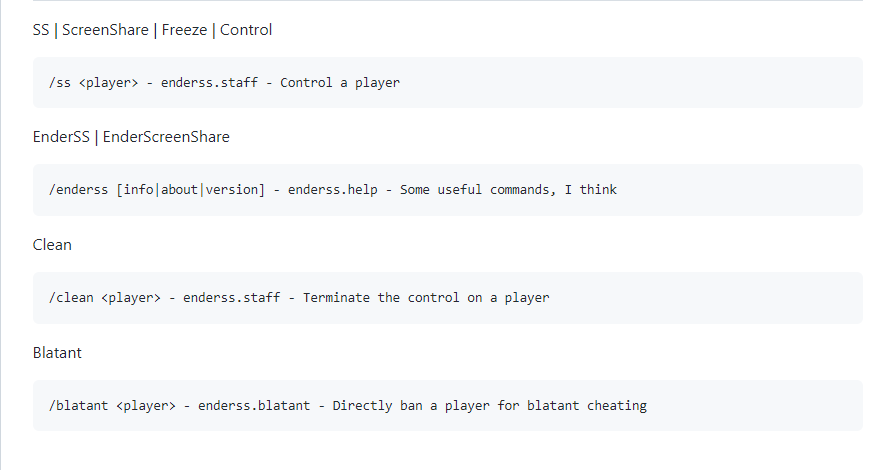 SS | ScreenShare | Freeze | Control
/ss <player> - enderss.staff - Control a player
EnderSS | EnderScreenShare
/enderss [info|about|version] - enderss.help - Some useful commands, I think
Clean
/clean <player> - enderss.staff - Terminate the control on a player
Blatant
/blatant <player> - enderss.blatant - Directly ban a player for blatant cheating